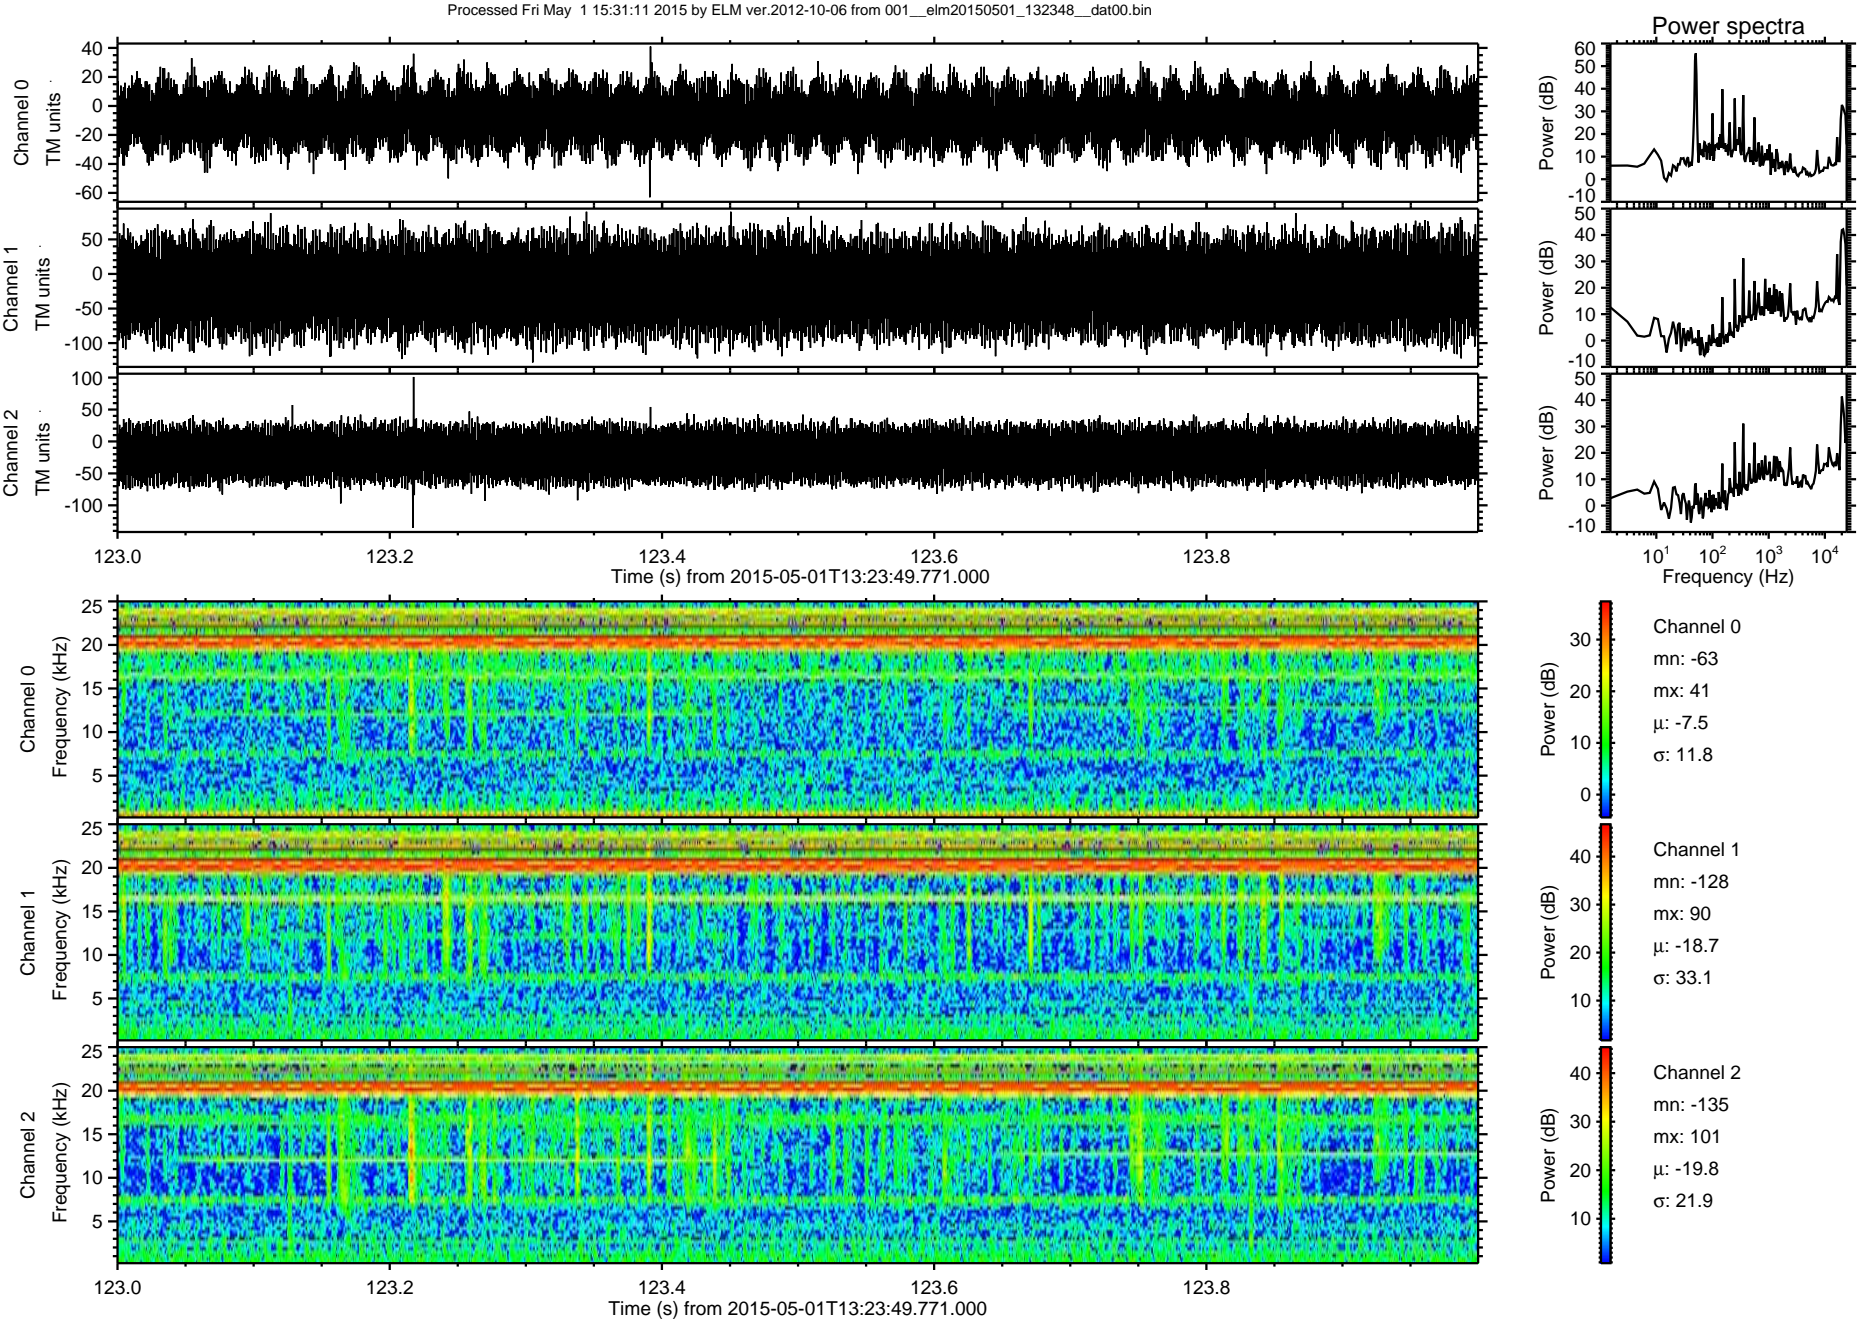 Processed Fri May  1 15:31:11 2015 by ELM ver.2012-10-06 from 001__elm20150501_132348__dat00.bin
Power spectra
Channel 0
TM units
40
20
0
-20
-40
-60
Power (dB)
60
50
40
30
20
10
0
-10
Channel 1
TM units
50
0
-50
-100
Power (dB)
50
40
30
20
10
0
-10
Channel 2
TM units
100
50
0
-50
-100
Power (dB)
50
40
30
20
10
0
-10
123.0 123.2 123.4 123.6 123.8
Time (s) from 2015-05-01T13:23:49.771.000
10¹ 10² 10³ 10⁴
Frequency (Hz)
Channel 0
Frequency (kHz)
25
20
15
10
5
Power (dB)
30
20
10
0
Channel 0
mn: -63
mx: 41
μ: -7.5
σ: 11.8
Channel 1
Frequency (kHz)
25
20
15
10
5
Power (dB)
40
30
20
10
Channel 1
mn: -128
mx: 90
μ: -18.7
σ: 33.1
Channel 2
Frequency (kHz)
25
20
15
10
5
Power (dB)
40
30
20
10
Channel 2
mn: -135
mx: 101
μ: -19.8
σ: 21.9
123.0 123.2 123.4 123.6 123.8
Time (s) from 2015-05-01T13:23:49.771.000